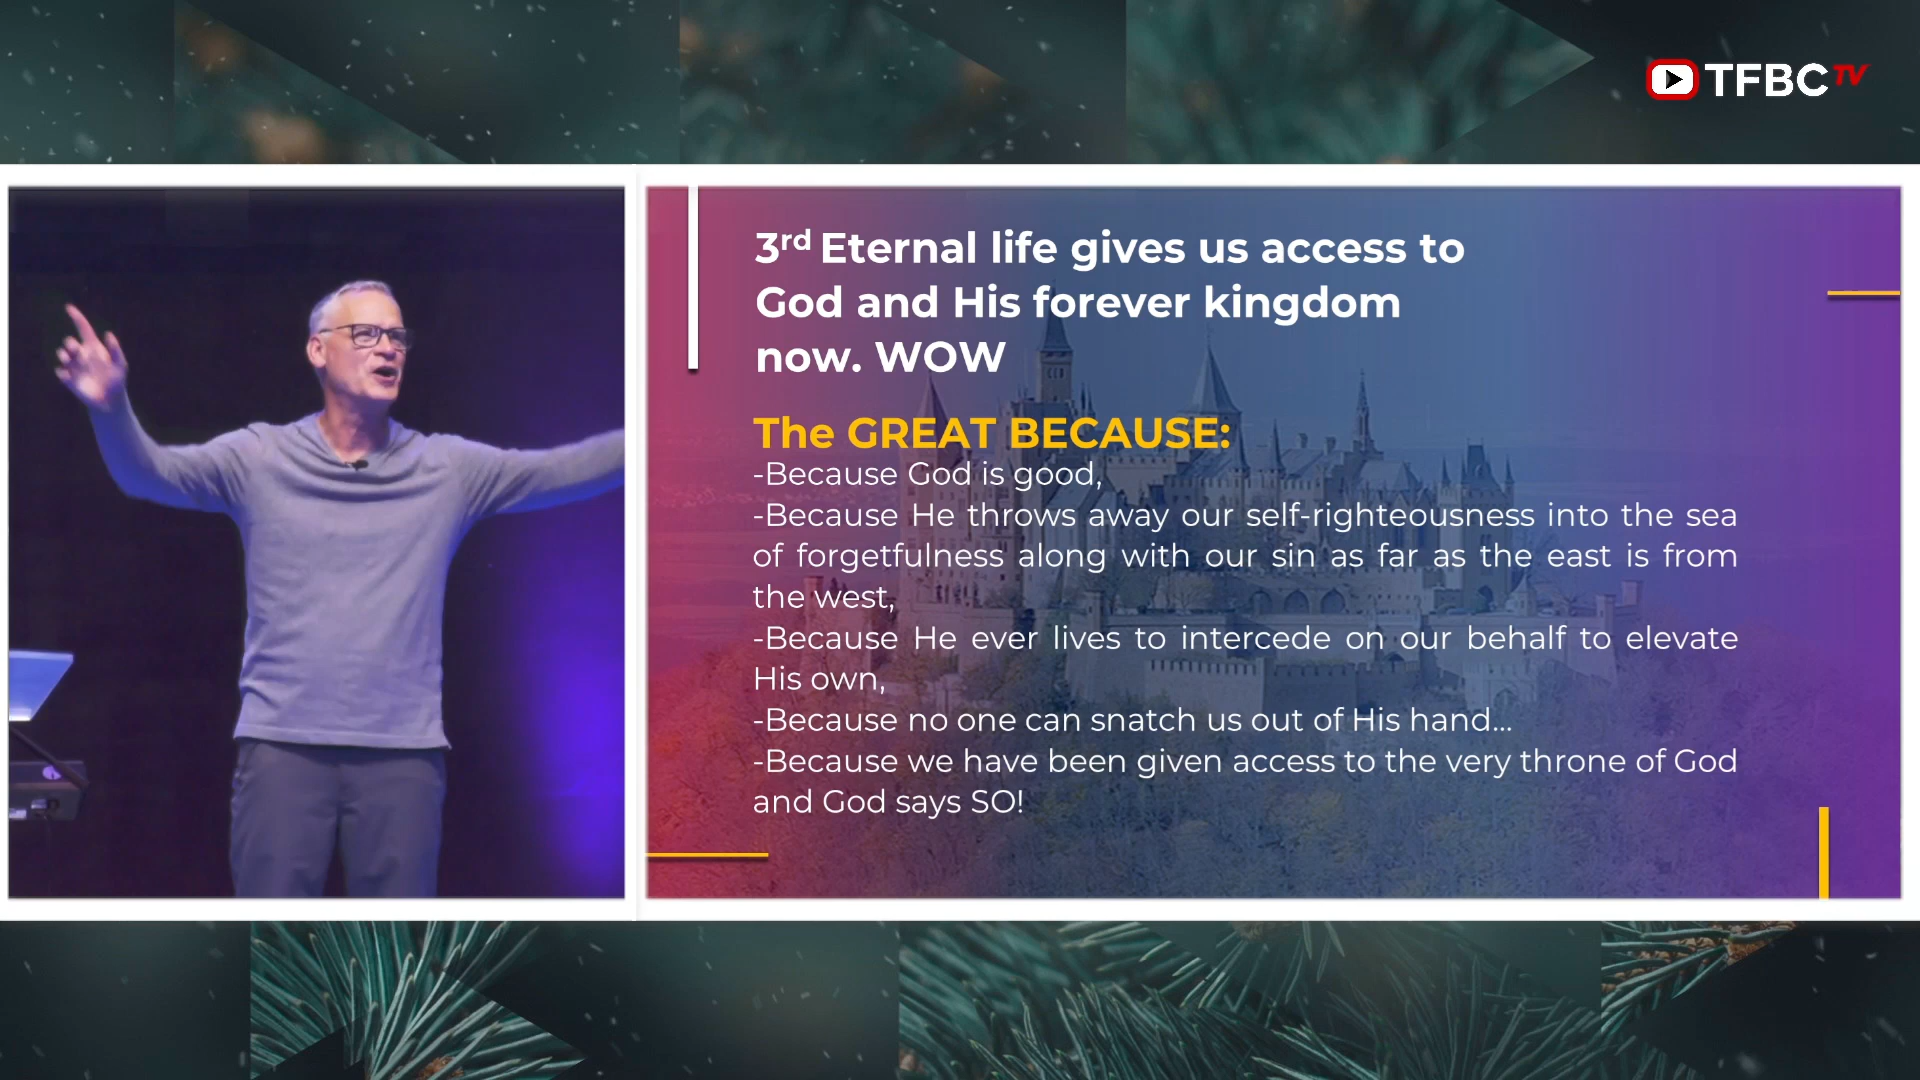 TFBC TV
3rd Eternal life gives us access to
God and His forever kingdom
now. WOW
The GREAT BECAUSE:
-Because God is good,
-Because He throws away our self-righteousness into the sea
of forgetfulness along with our sin as far as the east is from
the west,
-Because He ever lives to intercede on our behalf to elevate
His own,
-Because no one can snatch us out of His hand...
-Because we have been given access to the very throne of God
and God says SO!